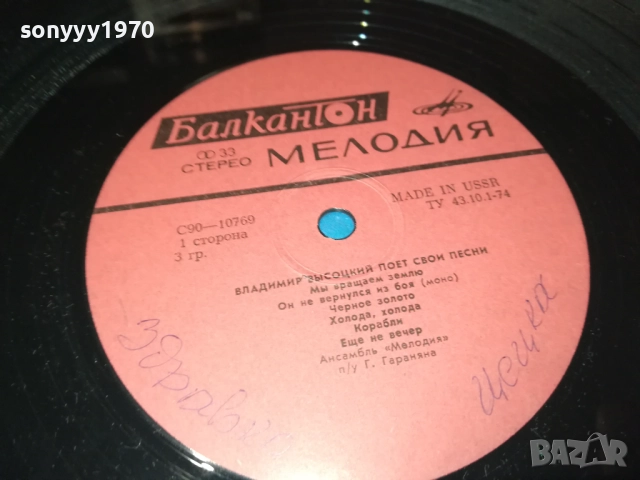 sonyyy1970
Балкантон
33
СТЕРЕО
МЕЛОДИЯ
С90—10769
1 сторона
3 гр.
MADE IN USSR
ТУ 43.10.1-74
ВЛАДИМИР ВЫСОЦКИЙ ПОЕТ СВОИ ПЕСНИ
Мы вращаем землю
Он не вернулся из боя (моно)
Черное золото
Холода, холода
Корабли
Еще не вечер
Ансамбль «Мелодия»
п/у Г. Гараняна
Цецка
BAZAR